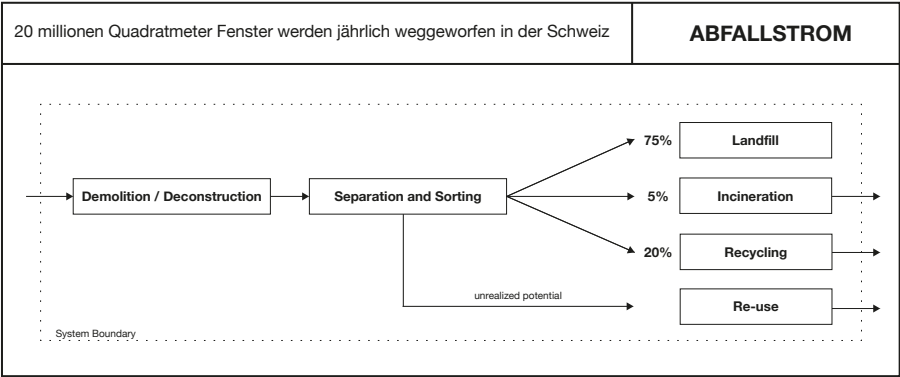 20 millionen Quadratmeter Fenster werden jährlich weggeworfen in der Schweiz
ABFALLSTROM
75%
Landfill
Demolition / Deconstruction
Separation and Sorting
5%
Incineration
20%
Recycling
unrealized potential
Re-use
System Boundary